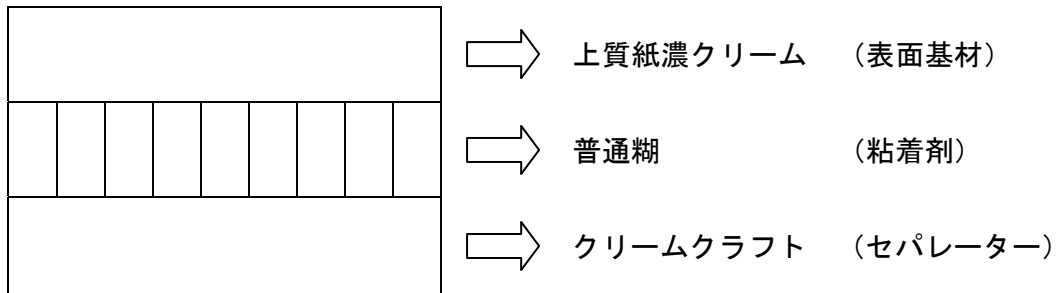 上質紙濃クリーム （表面基材）
普通糊 （粘着剤）
クリームクラフト （セパレーター）